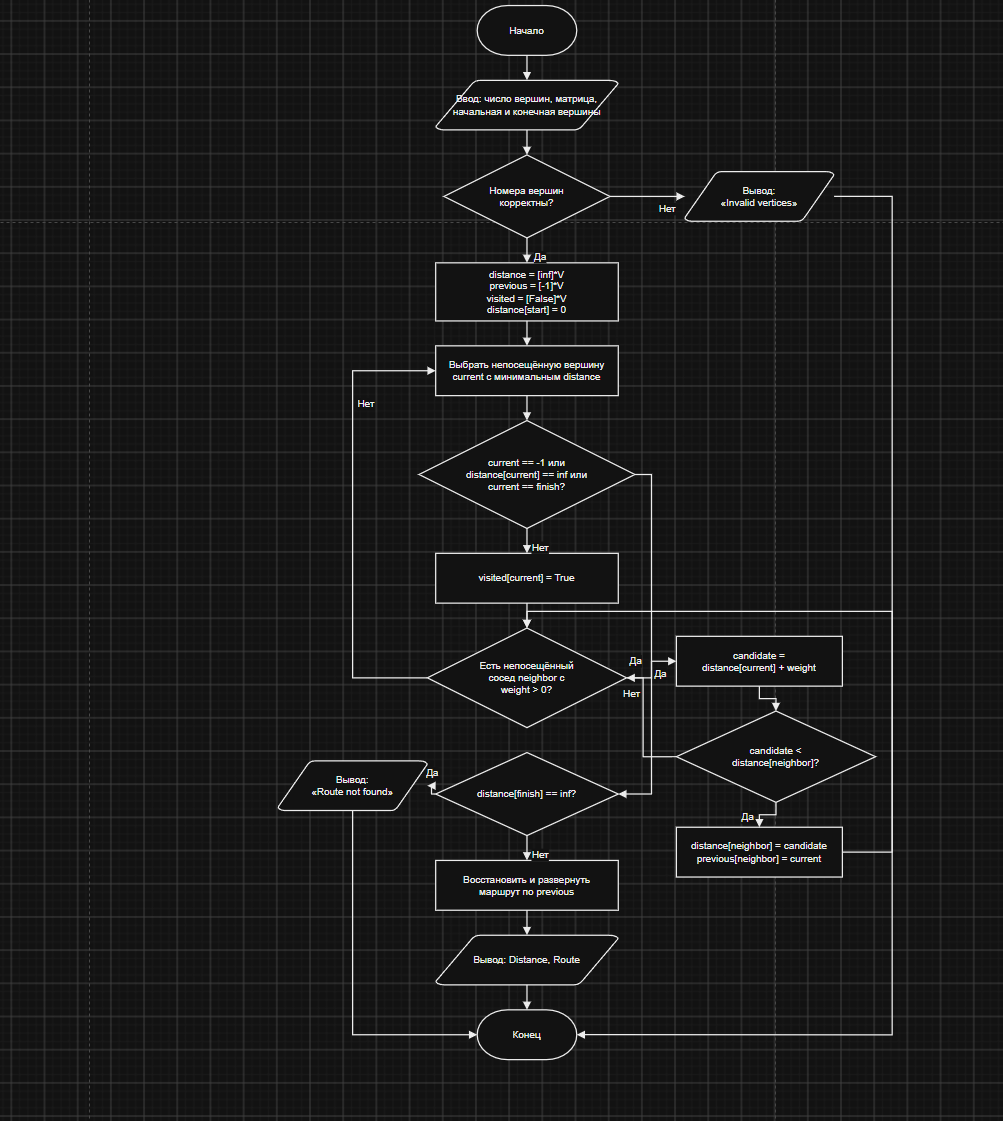 Начало
Ввод: число вершин, матрица,
начальная и конечная вершины
Номера вершин
корректны?
Нет
Вывод:
«Invalid vertices»
Да
distance = [inf]*V
previous = [-1]*V
visited = [False]*V
distance[start] = 0
Выбрать непосещённую вершину
current с минимальным distance
Нет
current == -1 или
distance[current] == inf или
current == finish?
Нет
visited[current] = True
Есть непосещённый
сосед neighbor с
weight > 0?
Да
Да
Нет
candidate =
distance[current] + weight
candidate <
distance[neighbor]?
Да
distance[neighbor] = candidate
previous[neighbor] = current
distance[finish] == inf?
Да
Вывод:
«Route not found»
Нет
Восстановить и развернуть
маршрут по previous
Вывод: Distance, Route
Конец